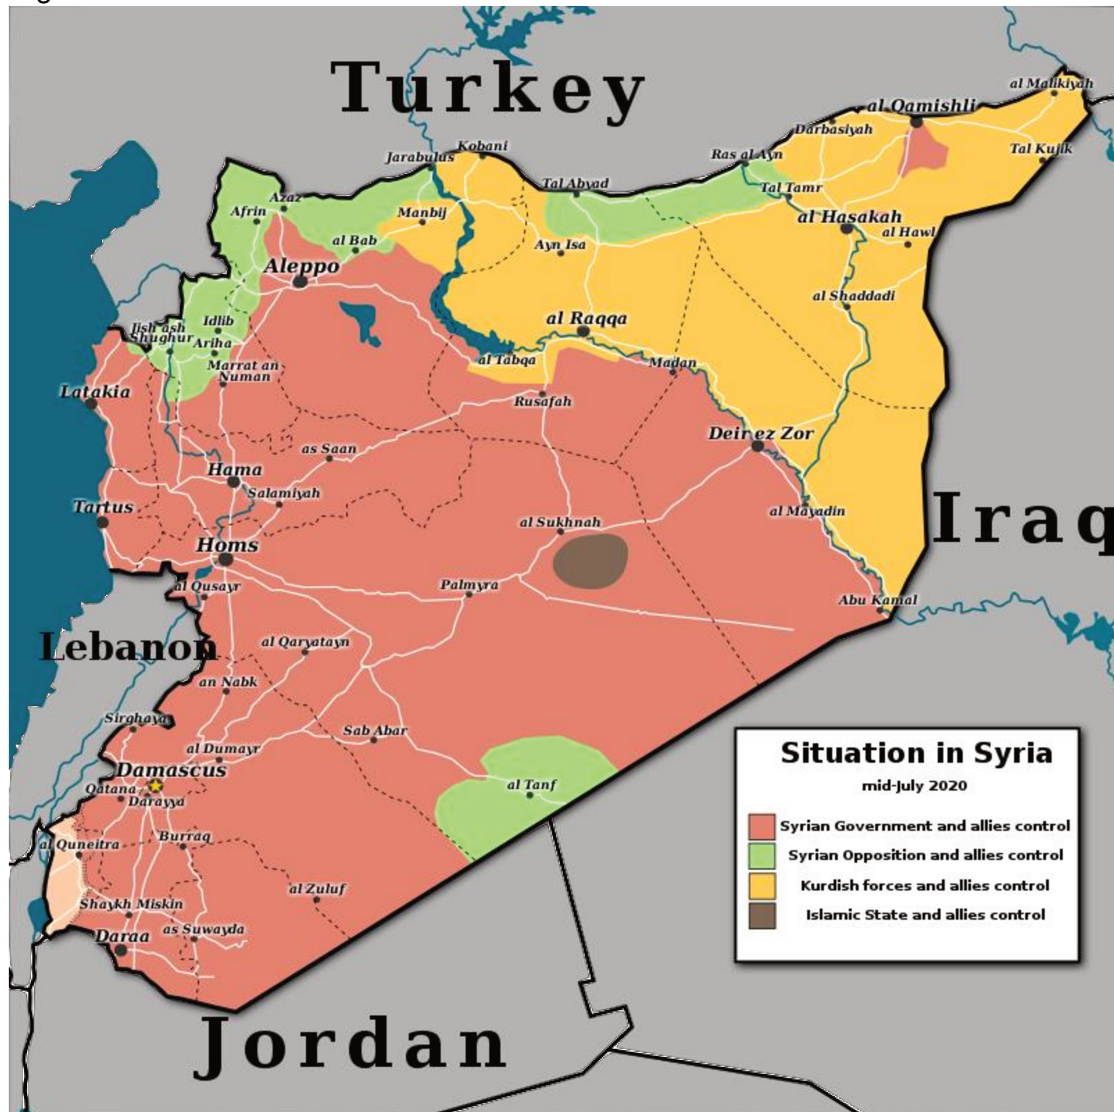 Turkey
al Malikiyah
al Qamishli
Darbasiyah
Kobani
Jarabulus
Ras al Ayn
Tal Kujik
Tal Abyad
Tal Tamr
Azaz
Afrin
Manbij
al Hasakah
al Bab
Ayn Isa
al Hawl
Aleppo
al Shaddadi
al Raqqa
Idlib
Jish ash
Shughur
Ariha
al Tabqa
Madan
Marrat an
Numan
Latakia
Rusafah
Deir ez Zor
as Saan
Hama
Salamiyah
Tartus
al Sukhnah
al Mayadin
Iraq
Homs
al Qusayr
Palmyra
Abu Kamal
Lebanon
al Qaryatayn
an Nabk
Sirghaya
Sab Abar
al Dumayr
Damascus
Qatana
Darayya
al Tanf
al Quneitra
Burraq
al Zuluf
Shaykh Miskin
as Suwayda
Daraa
Jordan
Situation in Syria
mid-July 2020
Syrian Government and allies control
Syrian Opposition and allies control
Kurdish forces and allies control
Islamic State and allies control